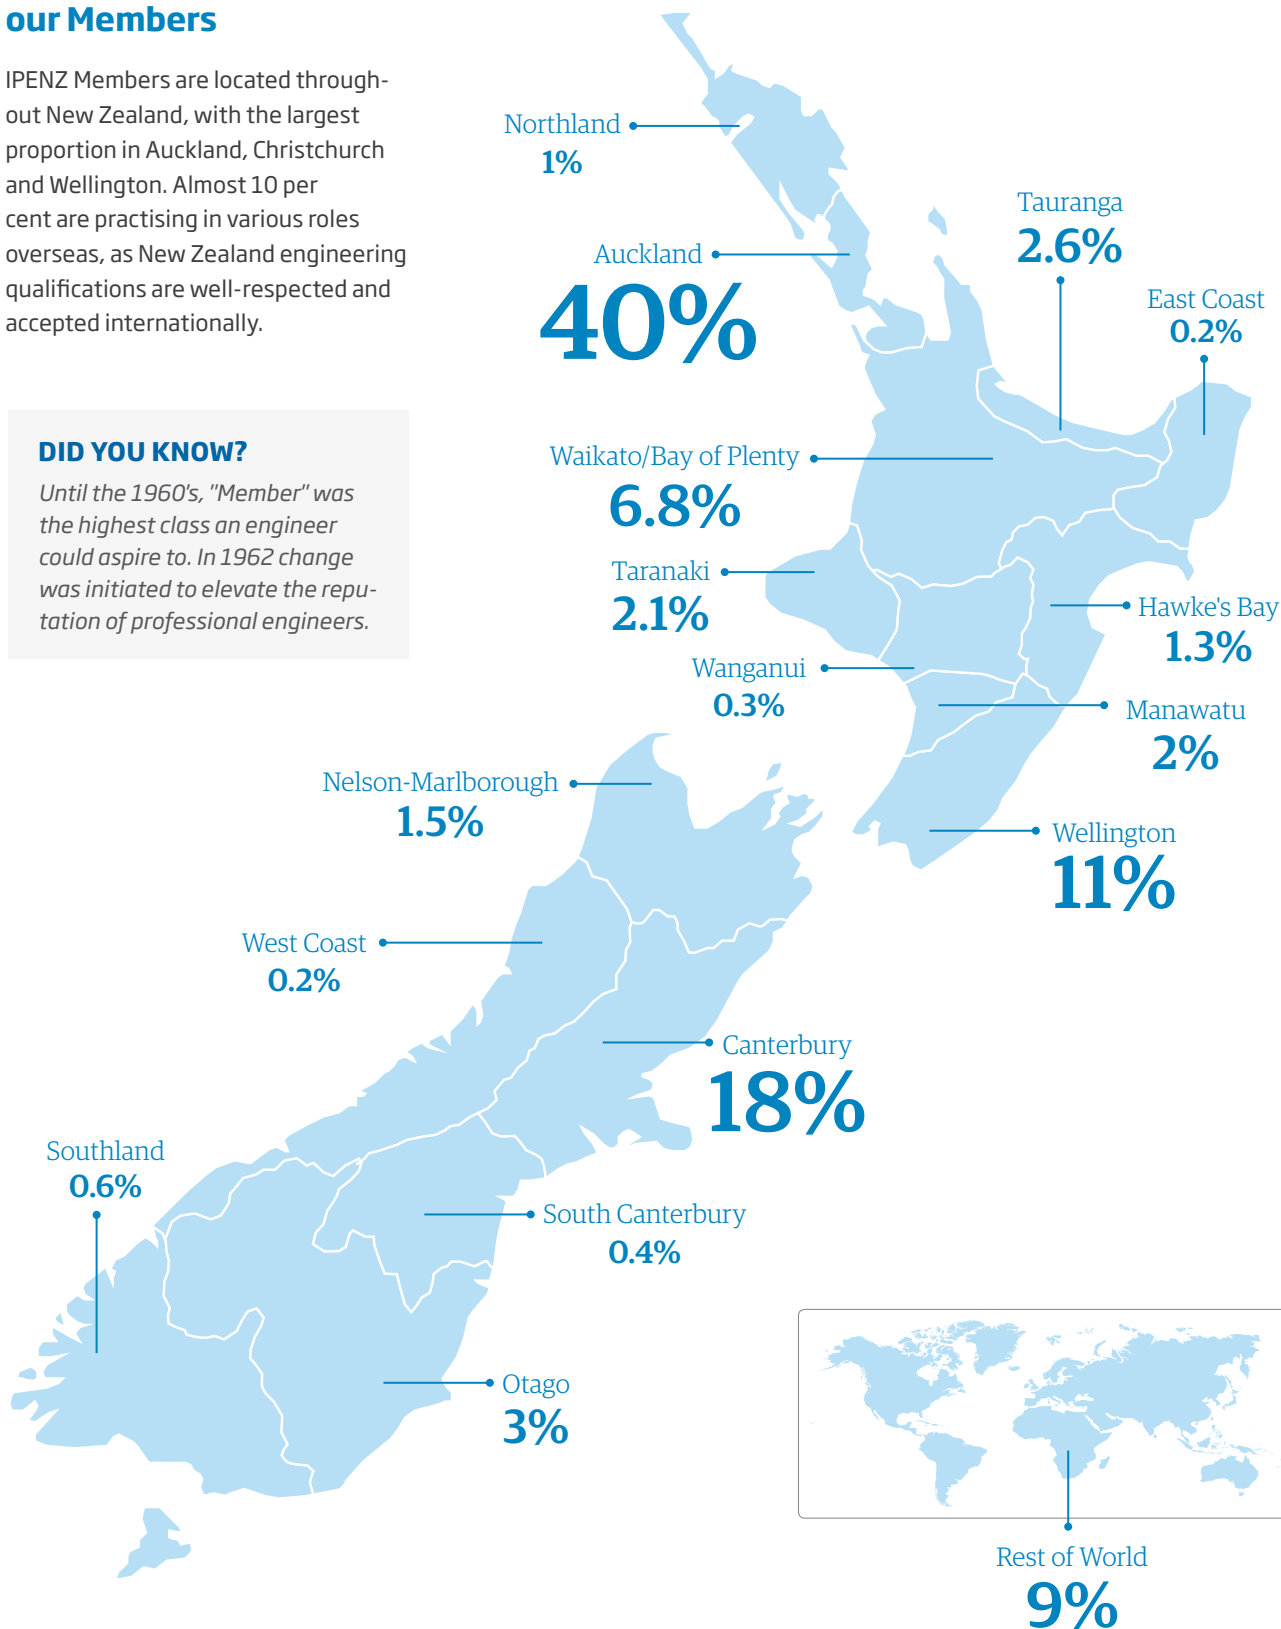 our Members
IPENZ Members are located through-
out New Zealand, with the largest
proportion in Auckland, Christchurch
and Wellington. Almost 10 per
cent are practising in various roles
overseas, as New Zealand engineering
qualifications are well-respected and
accepted internationally.
DID YOU KNOW?
Until the 1960's, "Member" was
the highest class an engineer
could aspire to. In 1962 change
was initiated to elevate the repu-
tation of professional engineers.
Northland
1%
Auckland
40%
Tauranga
2.6%
East Coast
0.2%
Waikato/Bay of Plenty
6.8%
Taranaki
2.1%
Hawke's Bay
1.3%
Wanganui
0.3%
Manawatu
2%
Nelson-Marlborough
1.5%
Wellington
11%
West Coast
0.2%
Canterbury
18%
Southland
0.6%
South Canterbury
0.4%
Otago
3%
Rest of World
9%